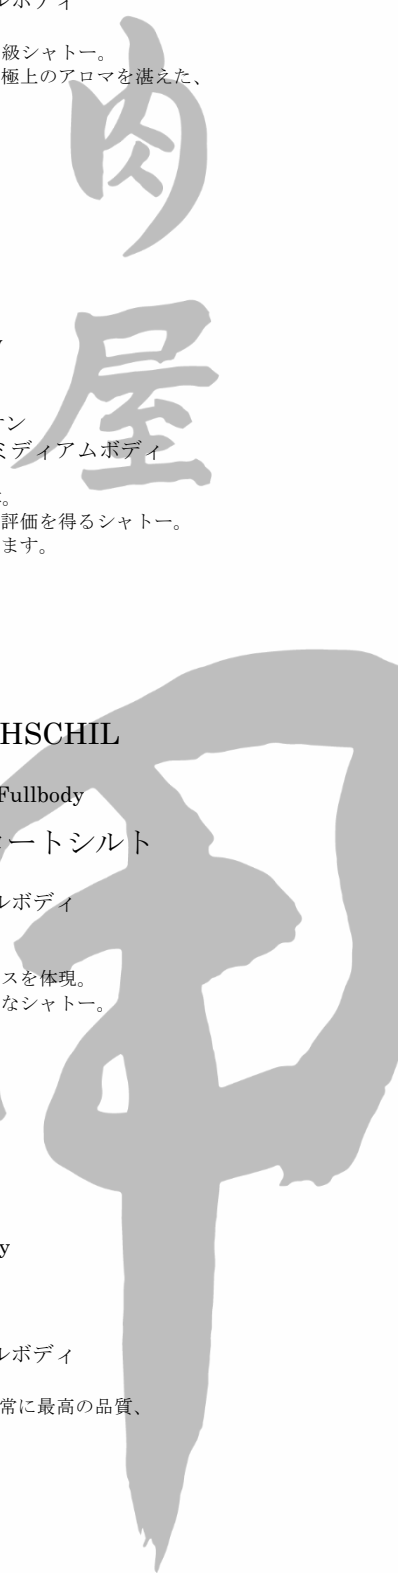 ルボディ
級シャトー。
極上のアロマを湛えた、
肉屋
ミディアムボディ
評価を得るシャトー。
ます。
HSCHIL
Fullbody
ートシルト
ルボディ
スを体現。
なシャトー。
y
ルボディ
常に最高の品質、